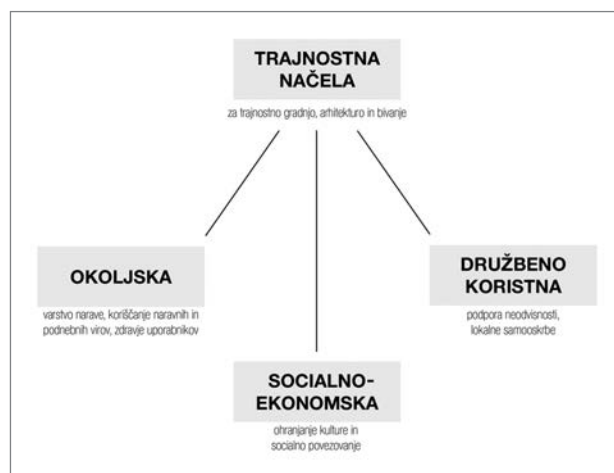 TRAJNOSTNA
NAČELA
za trajnostno gradnjo, arhitekturo in bivanje
OKOLJSKA
varstvo narave, koriščanje naravnih in
podnebnih virov, zdravje uporabnikov
DRUŽBENO
KORISTNA
podpora neodvisnosti,
lokalne samooskrbe
SOCIALNO-
EKONOMSKA
ohranjanje kulture in
socialno povezovanje